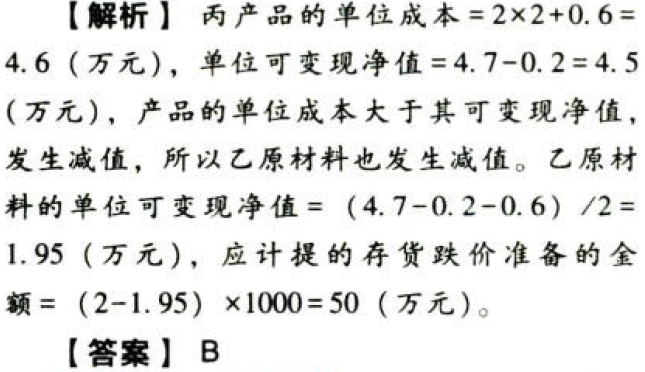 【解析】 丙产品的单位成本=2×2+0.6=
4.6（万元），单位可变现净值=4.7-0.2=4.5
（万元），产品的单位成本大于其可变现净值，
发生减值，所以乙原材料也发生减值。乙原材
料的单位可变现净值=（4.7-0.2-0.6）/2=
1.95（万元），应计提的存货跌价准备的金
额=（2-1.95）×1000=50（万元）。
【答案】 B